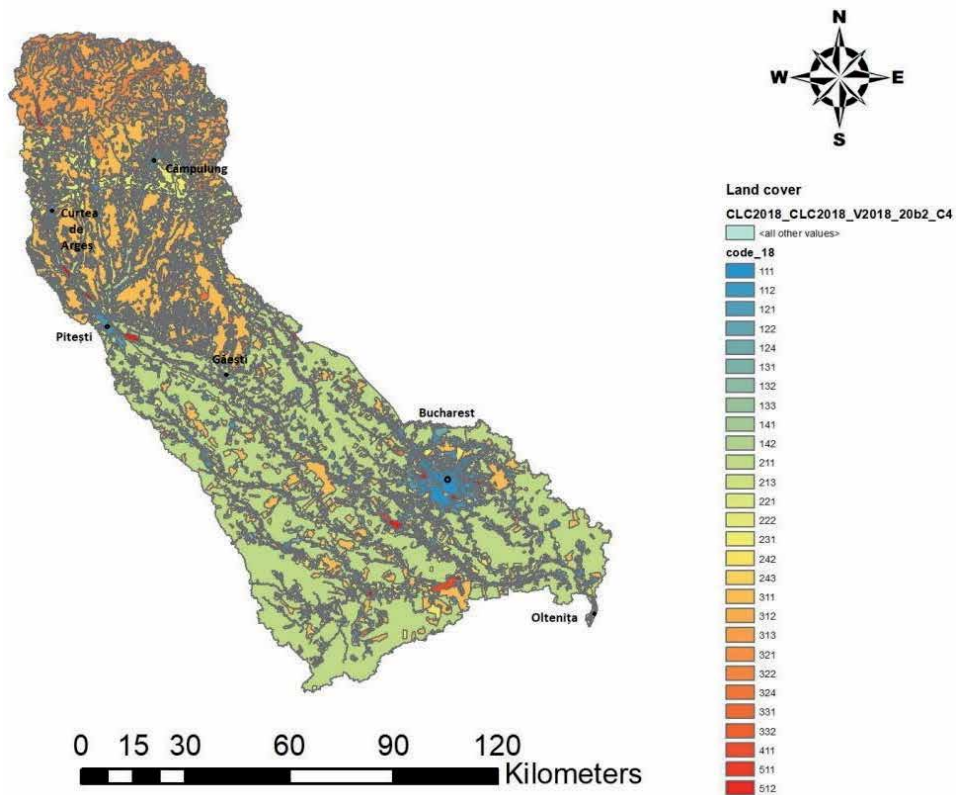 N
W E
S
Câmpulung
Curtea
de
Argeș
Pitești
Găești
Bucharest
Oltenița
0 15 30 60 90 120
Kilometers
Land cover
CLC2018_CLC2018_V2018_20b2_C4
<all other values>
code_18
111
112
121
122
124
131
132
133
141
142
211
213
221
222
231
242
243
311
312
313
321
322
324
331
332
411
511
512